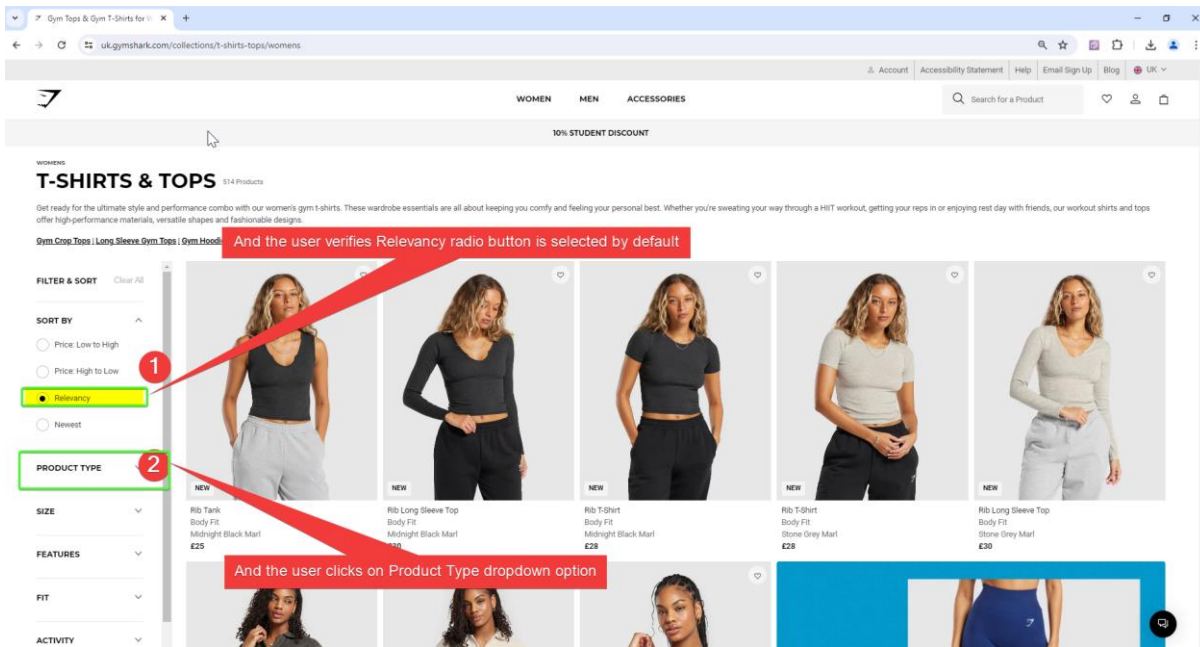 Gym Tops & Gym T-Shirts for
uk.gymshark.com/collections/t-shirts-tops/womens
Account Accessibility Statement Help Email Sign Up Blog UK
WOMEN MEN ACCESSORIES
Search for a Product
10% STUDENT DISCOUNT
WOMENS
T-SHIRTS & TOPS 514 Products
Get ready for the ultimate style and performance combo with our women's gym t-shirts. These wardrobe essentials are all about keeping you comfy and feeling your personal best. Whether you're sweating your way through a HIIT workout, getting your reps in or enjoying rest day with friends, our workout shirts and tops
offer high-performance materials, versatile shapes and fashionable designs.
Gym Crop Tops | Long Sleeve Gym Tops |
And the user verifies Relevancy radio button is selected by default
FILTER & SORT Clear All
SORT BY
Price: Low to High
Price: High to Low
1
Relevancy
Newest
PRODUCT TYPE
2
SIZE
FEATURES
FIT
ACTIVITY
NEW
Rib Tank
Body Fit
Midnight Black Marl
£25
NEW
Rib Long Sleeve Top
Body Fit
Midnight Black Marl
NEW
Rib T-Shirt
Body Fit
Midnight Black Marl
£28
NEW
Rib T-Shirt
Body Fit
Stone Grey Marl
£28
NEW
Rib Long Sleeve Top
Body Fit
Stone Grey Marl
£30
And the user clicks on Product Type dropdown option